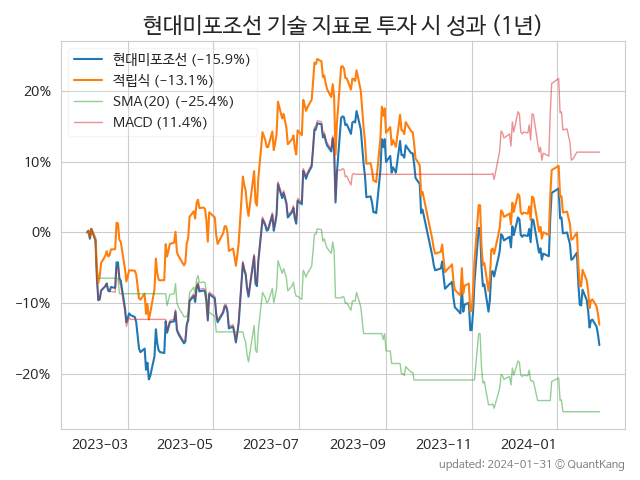 현대미포조선 기술 지표로 투자 시 성과 (1년)
현대미포조선 (−15.9%)
적립식 (−13.1%)
SMA(20) (−25.4%)
MACD (11.4%)
20%
10%
0%
−10%
−20%
2023-03 2023-05 2023-07 2023-09 2023-11 2024-01
updated: 2024-01-31 © QuantKang